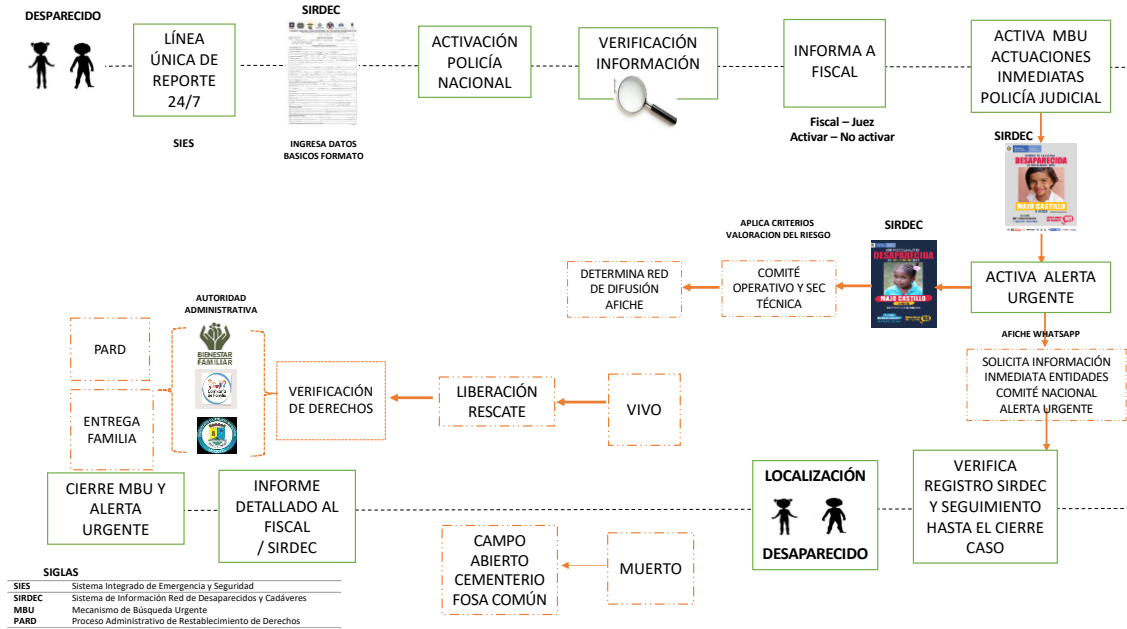 DESPARECIDO
LÍNEA
ÚNICA DE
REPORTE
24/7
SIES
SIRDEC
INGRESA DATOS
BASICOS FORMATO
ACTIVACIÓN
POLICÍA
NACIONAL
VERIFICACIÓN
INFORMACIÓN
INFORMA A
FISCAL
Fiscal – Juez
Activar – No activar
ACTIVA MBU
ACTUACIONES
INMEDIATAS
POLICÍA JUDICIAL
SIRDEC
DESAPARECIDA
MAJO CASTILLO
ACTIVA ALERTA
URGENTE
SIRDEC
DESAPARECIDA
MAJO CASTILLO
APLICA CRITERIOS
VALORACION DEL RIESGO
COMITÉ
OPERATIVO Y SEC
TÉCNICA
DETERMINA RED
DE DIFUSIÓN
AFICHE
AFICHE WHATSAPP
SOLICITA INFORMACIÓN
INMEDIATA ENTIDADES
COMITÉ NACIONAL
ALERTA URGENTE
VERIFICA
REGISTRO SIRDEC
Y SEGUIMIENTO
HASTA EL CIERRE
CASO
LOCALIZACIÓN
DESAPARECIDO
VIVO
LIBERACIÓN
RESCATE
VERIFICACIÓN
DE DERECHOS
AUTORIDAD
ADMINISTRATIVA
BIENESTAR
FAMILIAR
Comisaría
de Familia
PARD
ENTREGA
FAMILIA
MUERTO
CAMPO
ABIERTO
CEMENTERIO
FOSA COMÚN
INFORME
DETALLADO AL
FISCAL
/ SIRDEC
CIERRE MBU Y
ALERTA
URGENTE
SIGLAS
SIES Sistema Integrado de Emergencia y Seguridad
SIRDEC Sistema de Información Red de Desaparecidos y Cadáveres
MBU Mecanismo de Búsqueda Urgente
PARD Proceso Administrativo de Restablecimiento de Derechos